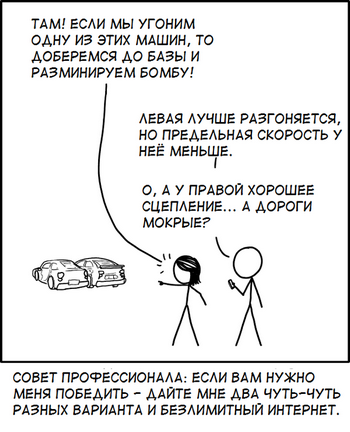 ТАМ! ЕСЛИ МЫ УГОНИМ
ОДНУ ИЗ ЭТИХ МАШИН, ТО
ДОБЕРЕМСЯ ДО БАЗЫ И
РАЗМИНИРУЕМ БОМБУ!
ЛЕВАЯ ЛУЧШЕ РАЗГОНЯЕТСЯ,
НО ПРЕДЕЛЬНАЯ СКОРОСТЬ У
НЕЁ МЕНЬШЕ.
О, А У ПРАВОЙ ХОРОШЕЕ
СЦЕПЛЕНИЕ... А ДОРОГИ
МОКРЫЕ?
СОВЕТ ПРОФЕССИОНАЛА: ЕСЛИ ВАМ НУЖНО
МЕНЯ ПОБЕДИТЬ - ДАЙТЕ МНЕ ДВА ЧУТЬ-ЧУТЬ
РАЗНЫХ ВАРИАНТА И БЕЗЛИМИТНЫЙ ИНТЕРНЕТ.